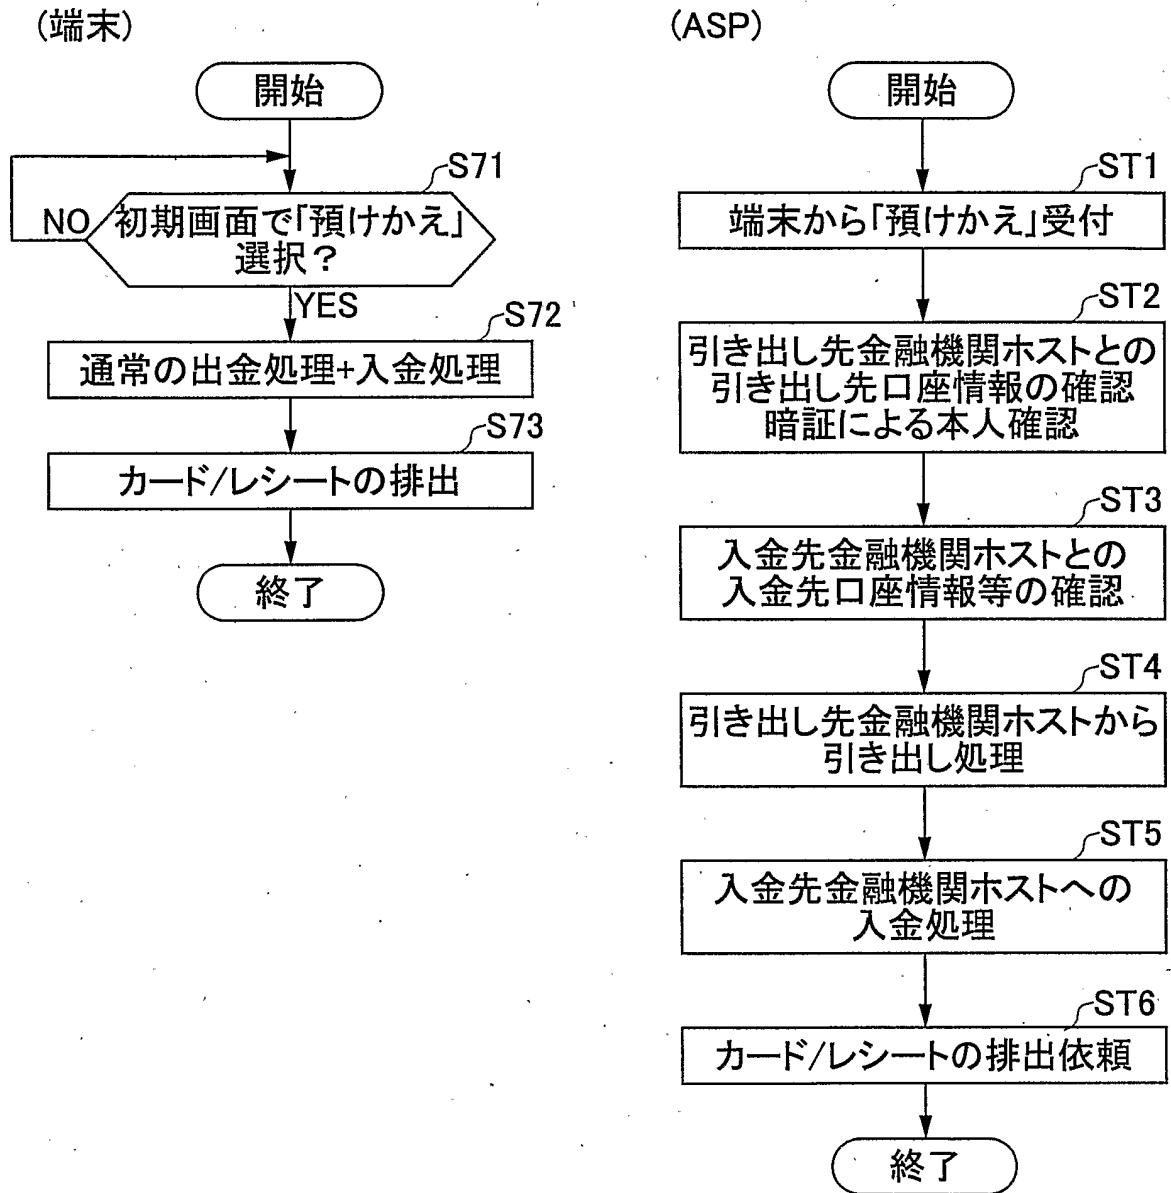 (端末)
開始
S71
NO
初期画面で「預けかえ」
選択?
YES
S72
通常の出金処理+入金処理
S73
カード/レシートの排出
終了
(ASP)
開始
ST1
端末から「預けかえ」受付
ST2
引き出し先金融機関ホストとの
引き出し先口座情報の確認
暗証による本人確認
ST3
入金先金融機関ホストとの
入金先口座情報等の確認
ST4
引き出し先金融機関ホストから
引き出し処理
ST5
入金先金融機関ホストへの
入金処理
ST6
カード/レシートの排出依頼
終了